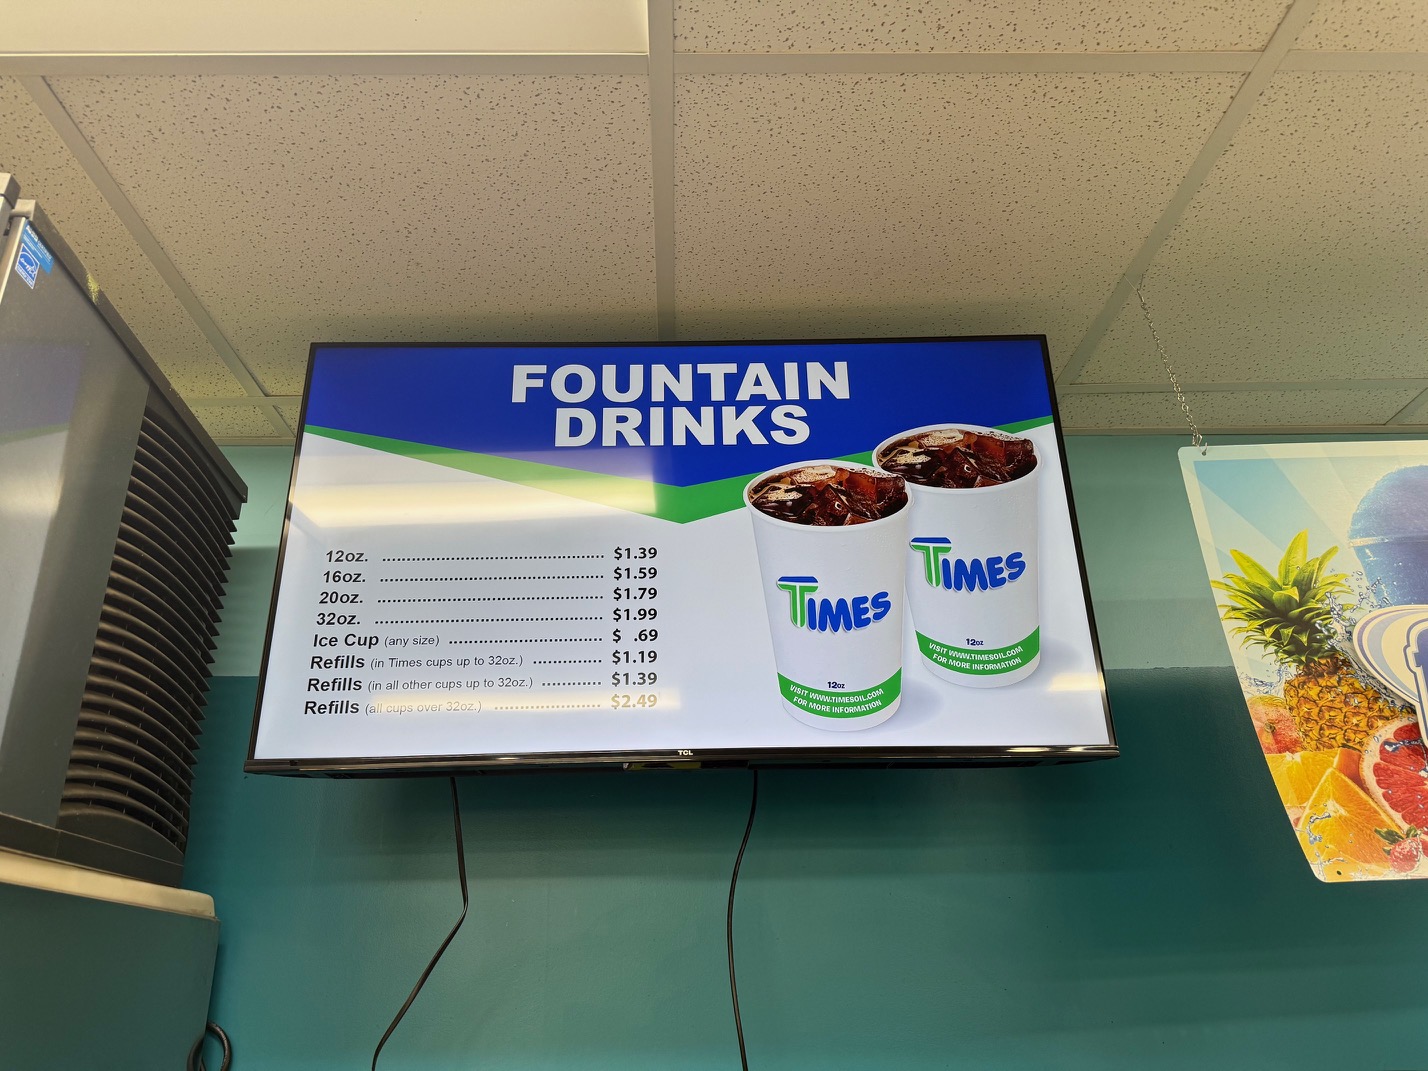 FOUNTAIN
DRINKS
12oz. ........................................................ $1.39
16oz. ........................................................ $1.59
20oz. ........................................................ $1.79
32oz. ........................................................ $1.99
Ice Cup (any size) ....................................... $ .69
Refills (in Times cups up to 32oz.) ................. $1.19
Refills (in all other cups up to 32oz.) ............... $1.39
Refills (all cups over 32oz.) ........................... $2.49
TIMES
12oz
VISIT WWW.TIMESOIL.COM
FOR MORE INFORMATION
TIMES
12oz
VISIT WWW.TIMESOIL.COM
FOR MORE INFORMATION
TCL